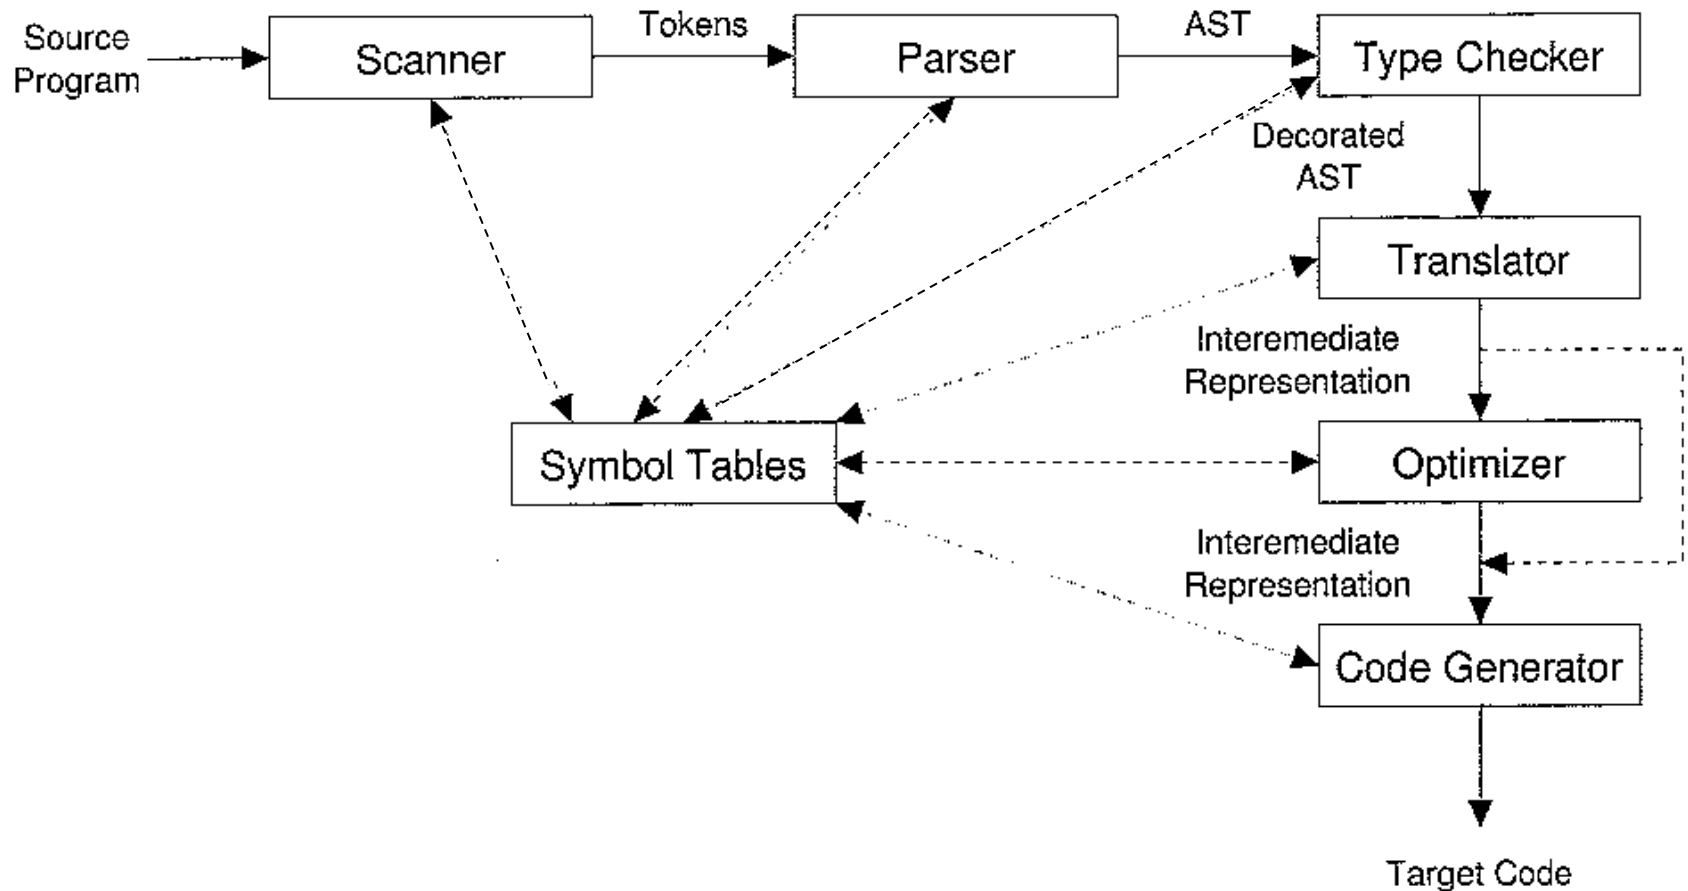 Source
Program
Scanner
Tokens
Parser
AST
Type Checker
Decorated
AST
Translator
Interemediate
Representation
Symbol Tables
Optimizer
Interemediate
Representation
Code Generator
Target Code